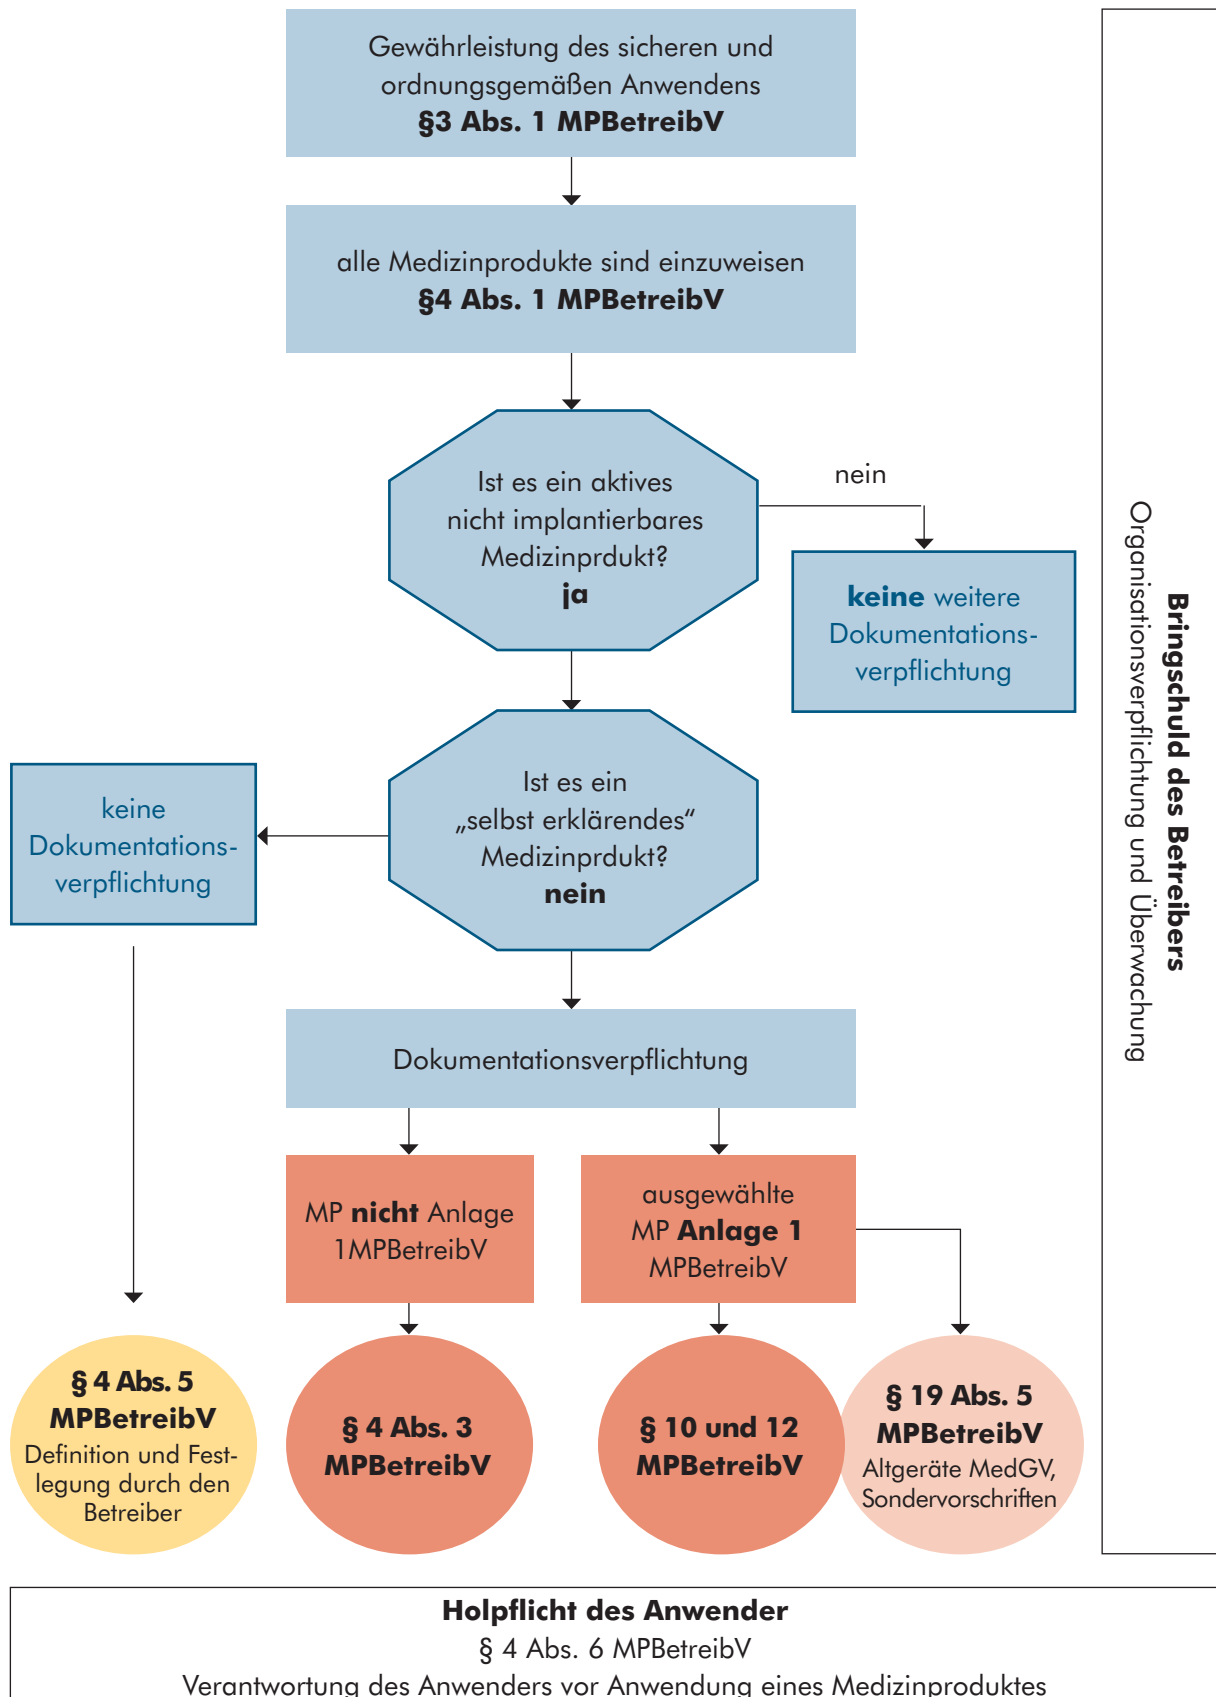 Gewährleistung des sicheren und
ordnungsgemäßen Anwendens
§3 Abs. 1 MPBetreibV
alle Medizinprodukte sind einzuweisen
§4 Abs. 1 MPBetreibV
Ist es ein aktives
nicht implantierbares
Medizinprdukt?
ja
nein
keine weitere
Dokumentations-
verpflichtung
Ist es ein
„selbst erklärendes“
Medizinprdukt?
nein
keine
Dokumentations-
verpflichtung
Dokumentationsverpflichtung
MP nicht Anlage
1MPBetreibV
ausgewählte
MP Anlage 1
MPBetreibV
§ 4 Abs. 5
MPBetreibV
Definition und Fest-
legung durch den
Betreiber
§ 4 Abs. 3
MPBetreibV
§ 10 und 12
MPBetreibV
§ 19 Abs. 5
MPBetreibV
Altgeräte MedGV,
Sondervorschriften
Bringschuld des Betreibers
Organisationsverpflichtung und Überwachung
Holpflicht des Anwender
§ 4 Abs. 6 MPBetreibV
Verantwortung des Anwenders vor Anwendung eines Medizinproduktes